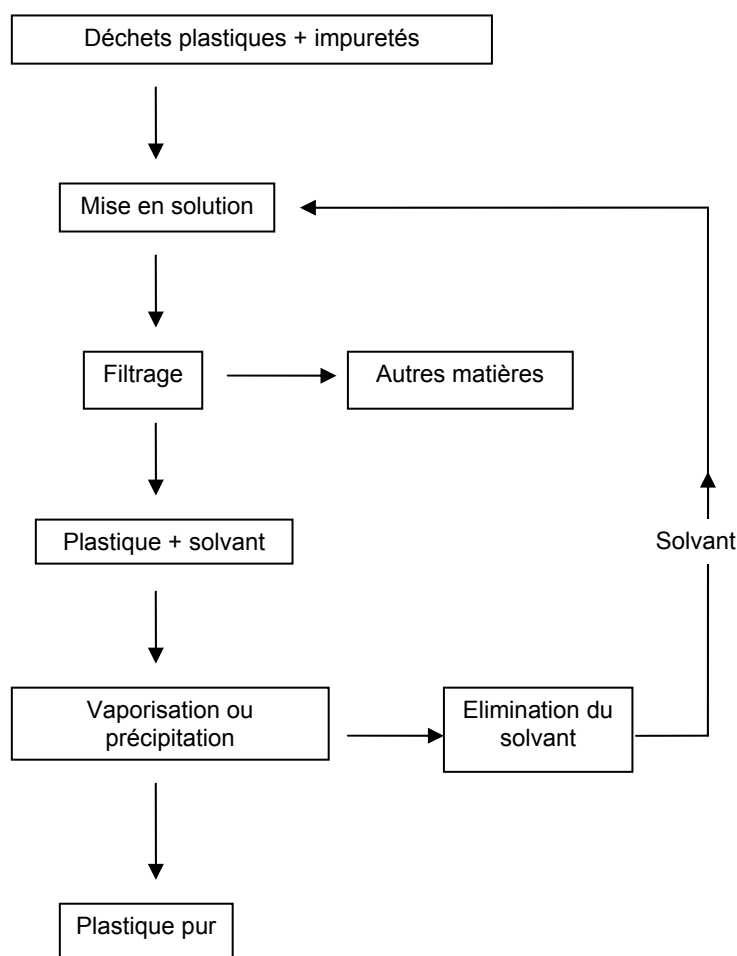 Déchets plastiques + impuretés
Mise en solution
Filtrage
Autres matières
Plastique + solvant
Solvant
Vaporisation ou
précipitation
Elimination du
solvant
Plastique pur